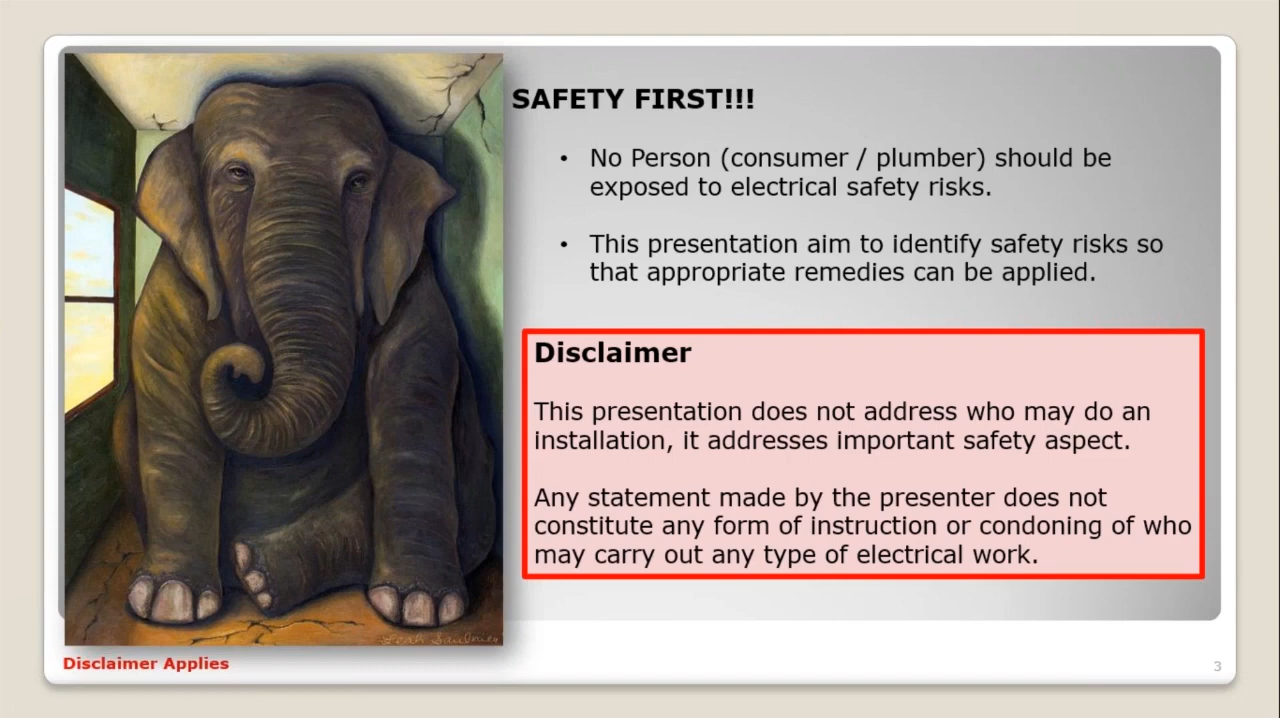 SAFETY FIRST!!!
• No Person (consumer / plumber) should be
exposed to electrical safety risks.
• This presentation aim to identify safety risks so
that appropriate remedies can be applied.
Disclaimer
This presentation does not address who may do an
installation, it addresses important safety aspect.
Any statement made by the presenter does not
constitute any form of instruction or condoning of who
may carry out any type of electrical work.
Disclaimer Applies
3